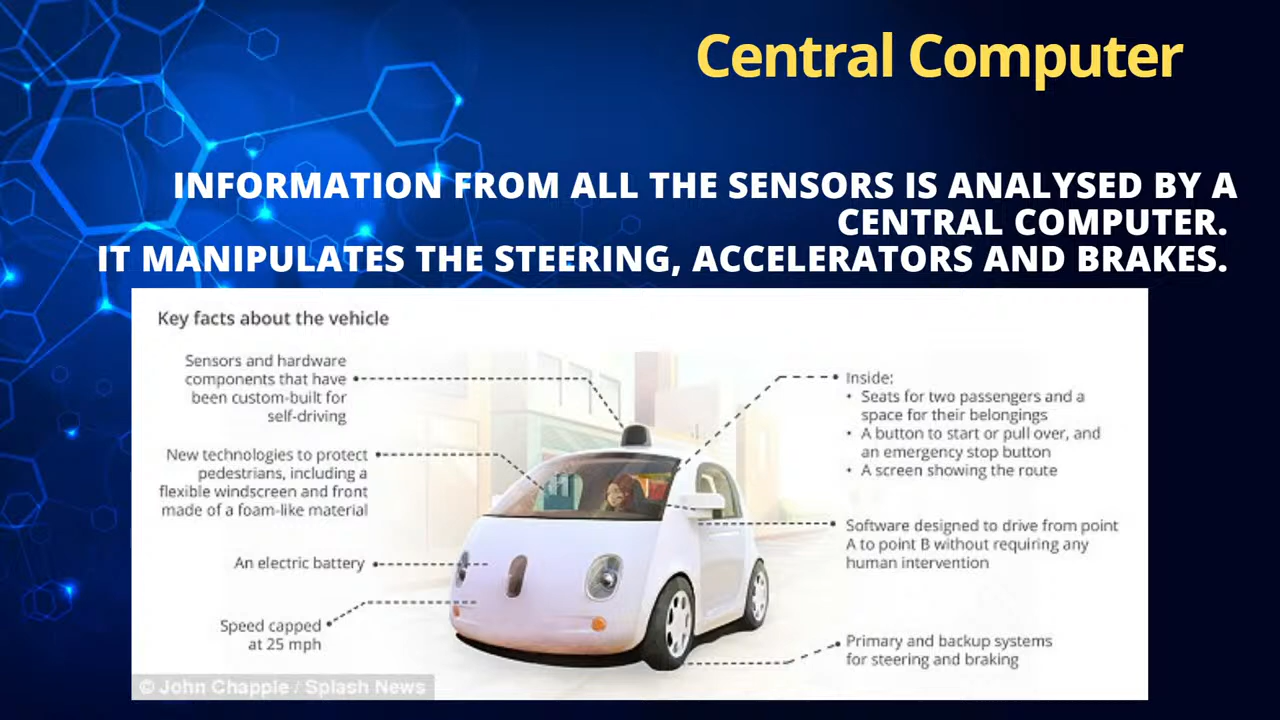 Central Computer
INFORMATION FROM ALL THE SENSORS IS ANALYSED BY A
CENTRAL COMPUTER.
IT MANIPULATES THE STEERING, ACCELERATORS AND BRAKES.
Key facts about the vehicle
Sensors and hardware
components that have
been custom-built for
self-driving
New technologies to protect
pedestrians, including a
flexible windscreen and front
made of a foam-like material
An electric battery
Speed capped
at 25 mph
Inside:
• Seats for two passengers and a
space for their belongings
• A button to start or pull over, and
an emergency stop button
• A screen showing the route
Software designed to drive from point
A to point B without requiring any
human intervention
Primary and backup systems
for steering and braking
© John Chapple / Splash News